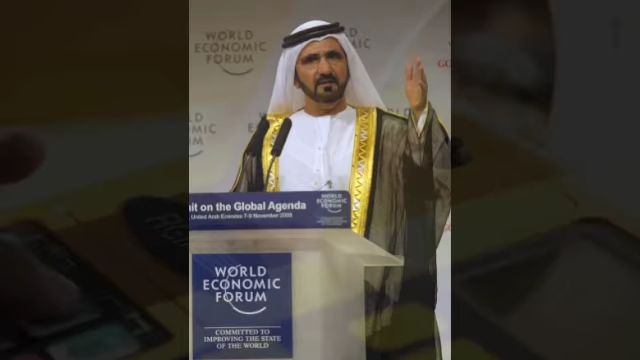 WORLD
ECONOMIC
FORUM
WORLD
ECONOMIC
FORUM
nit on the Global Agenda
United Arab Emirates 7-9 November 2008
WORLD
ECONOMIC
FORUM
WORLD
ECONOMIC
FORUM
COMMITTED TO
IMPROVING THE STATE
OF THE WORLD